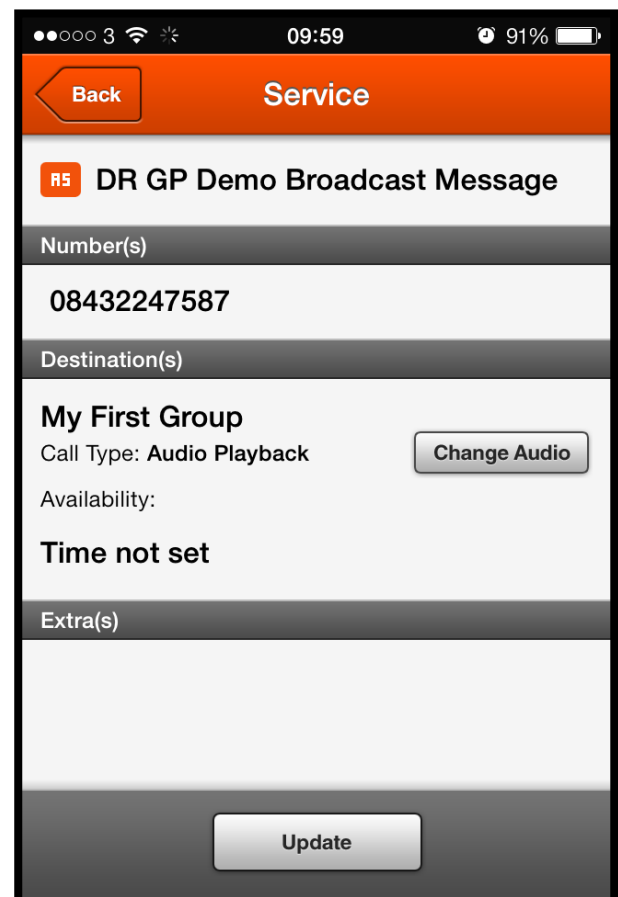 3 09:59 91%
Back Service
AS DR GP Demo Broadcast Message
Number(s)
08432247587
Destination(s)
My First Group
Call Type: Audio Playback Change Audio
Availability:
Time not set
Extra(s)
Update